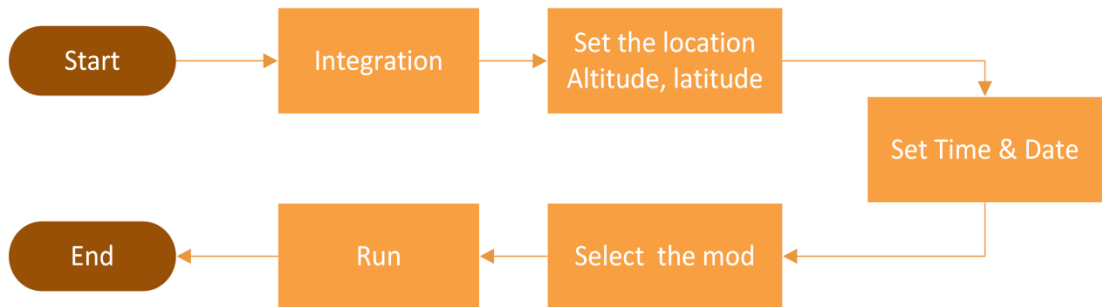 Start
Integration
Set the location
Altitude, latitude
Set Time & Date
Select the mod
Run
End